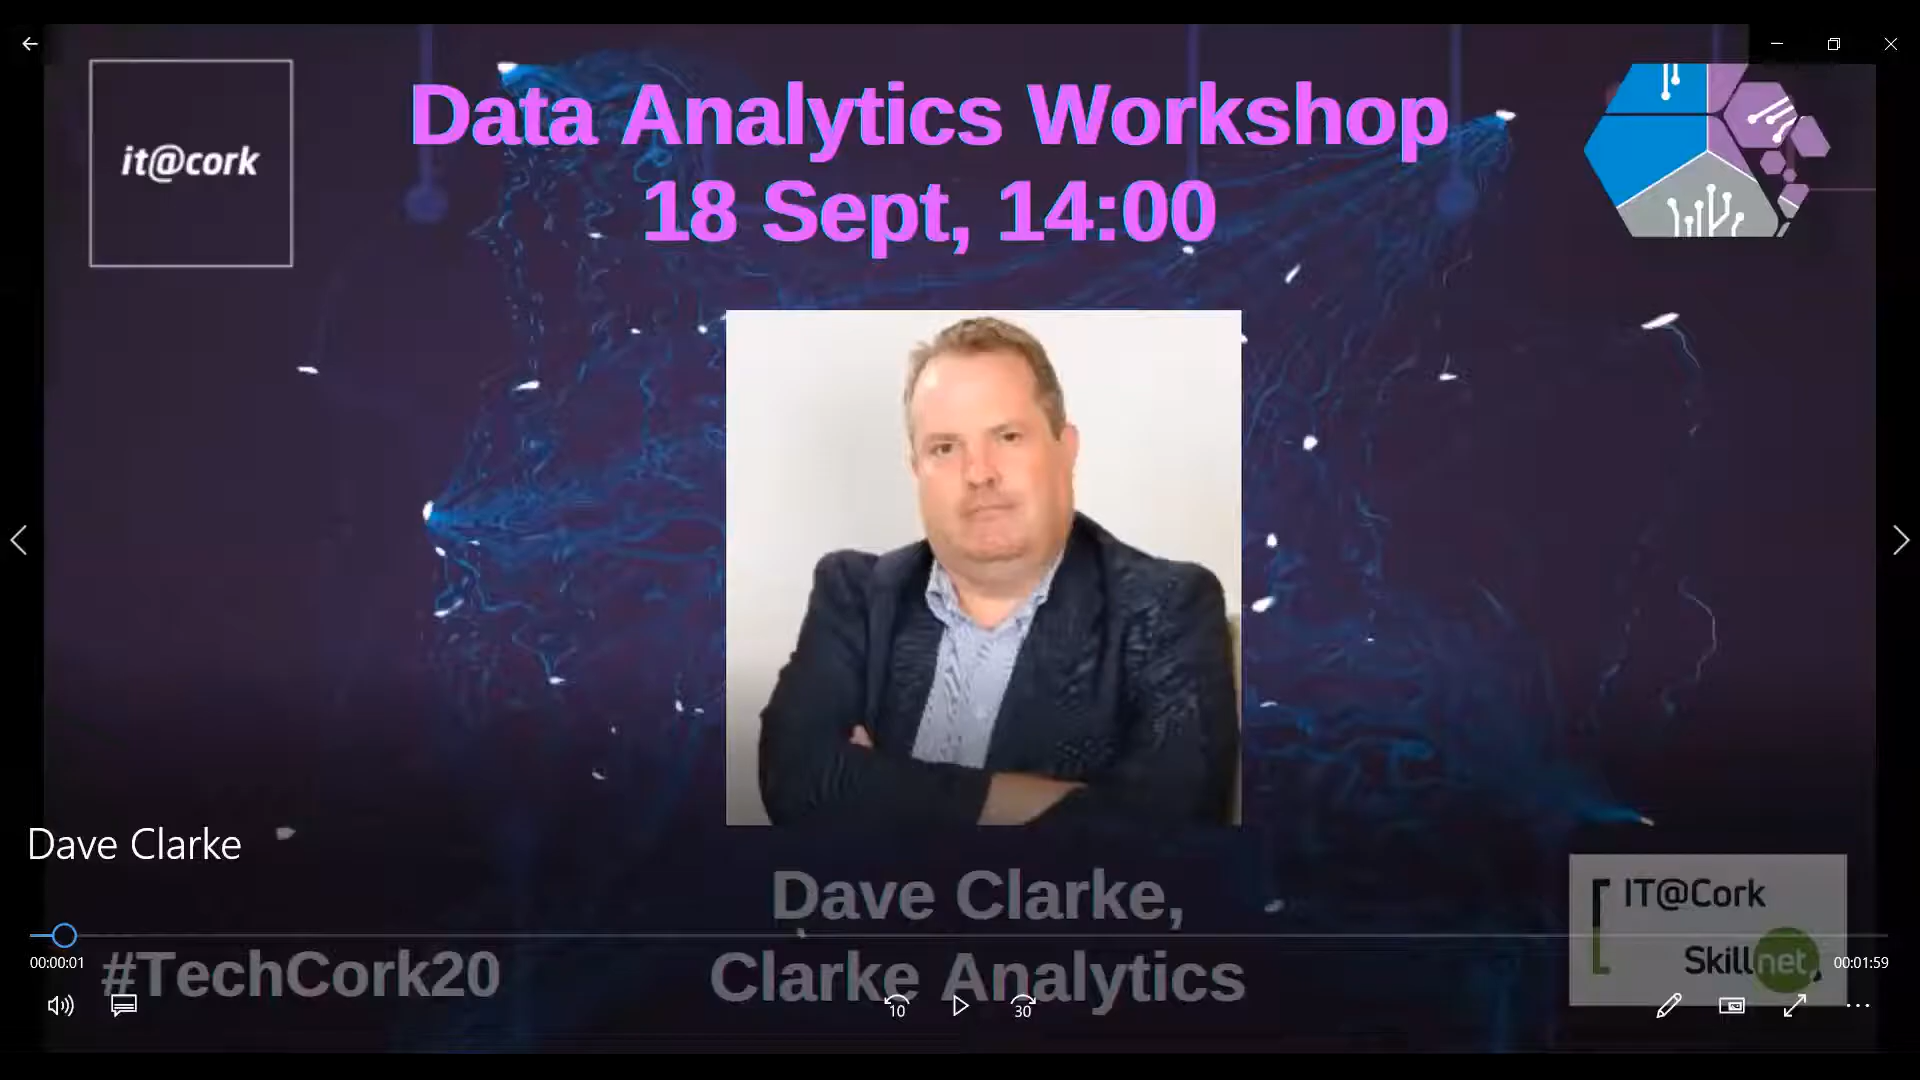 it@cork
Data Analytics Workshop
18 Sept, 14:00
Dave Clarke
Dave Clarke,
Clarke Analytics
#TechCork20
IT@Cork
Skillnet
00:00:01
00:01:59
10
30